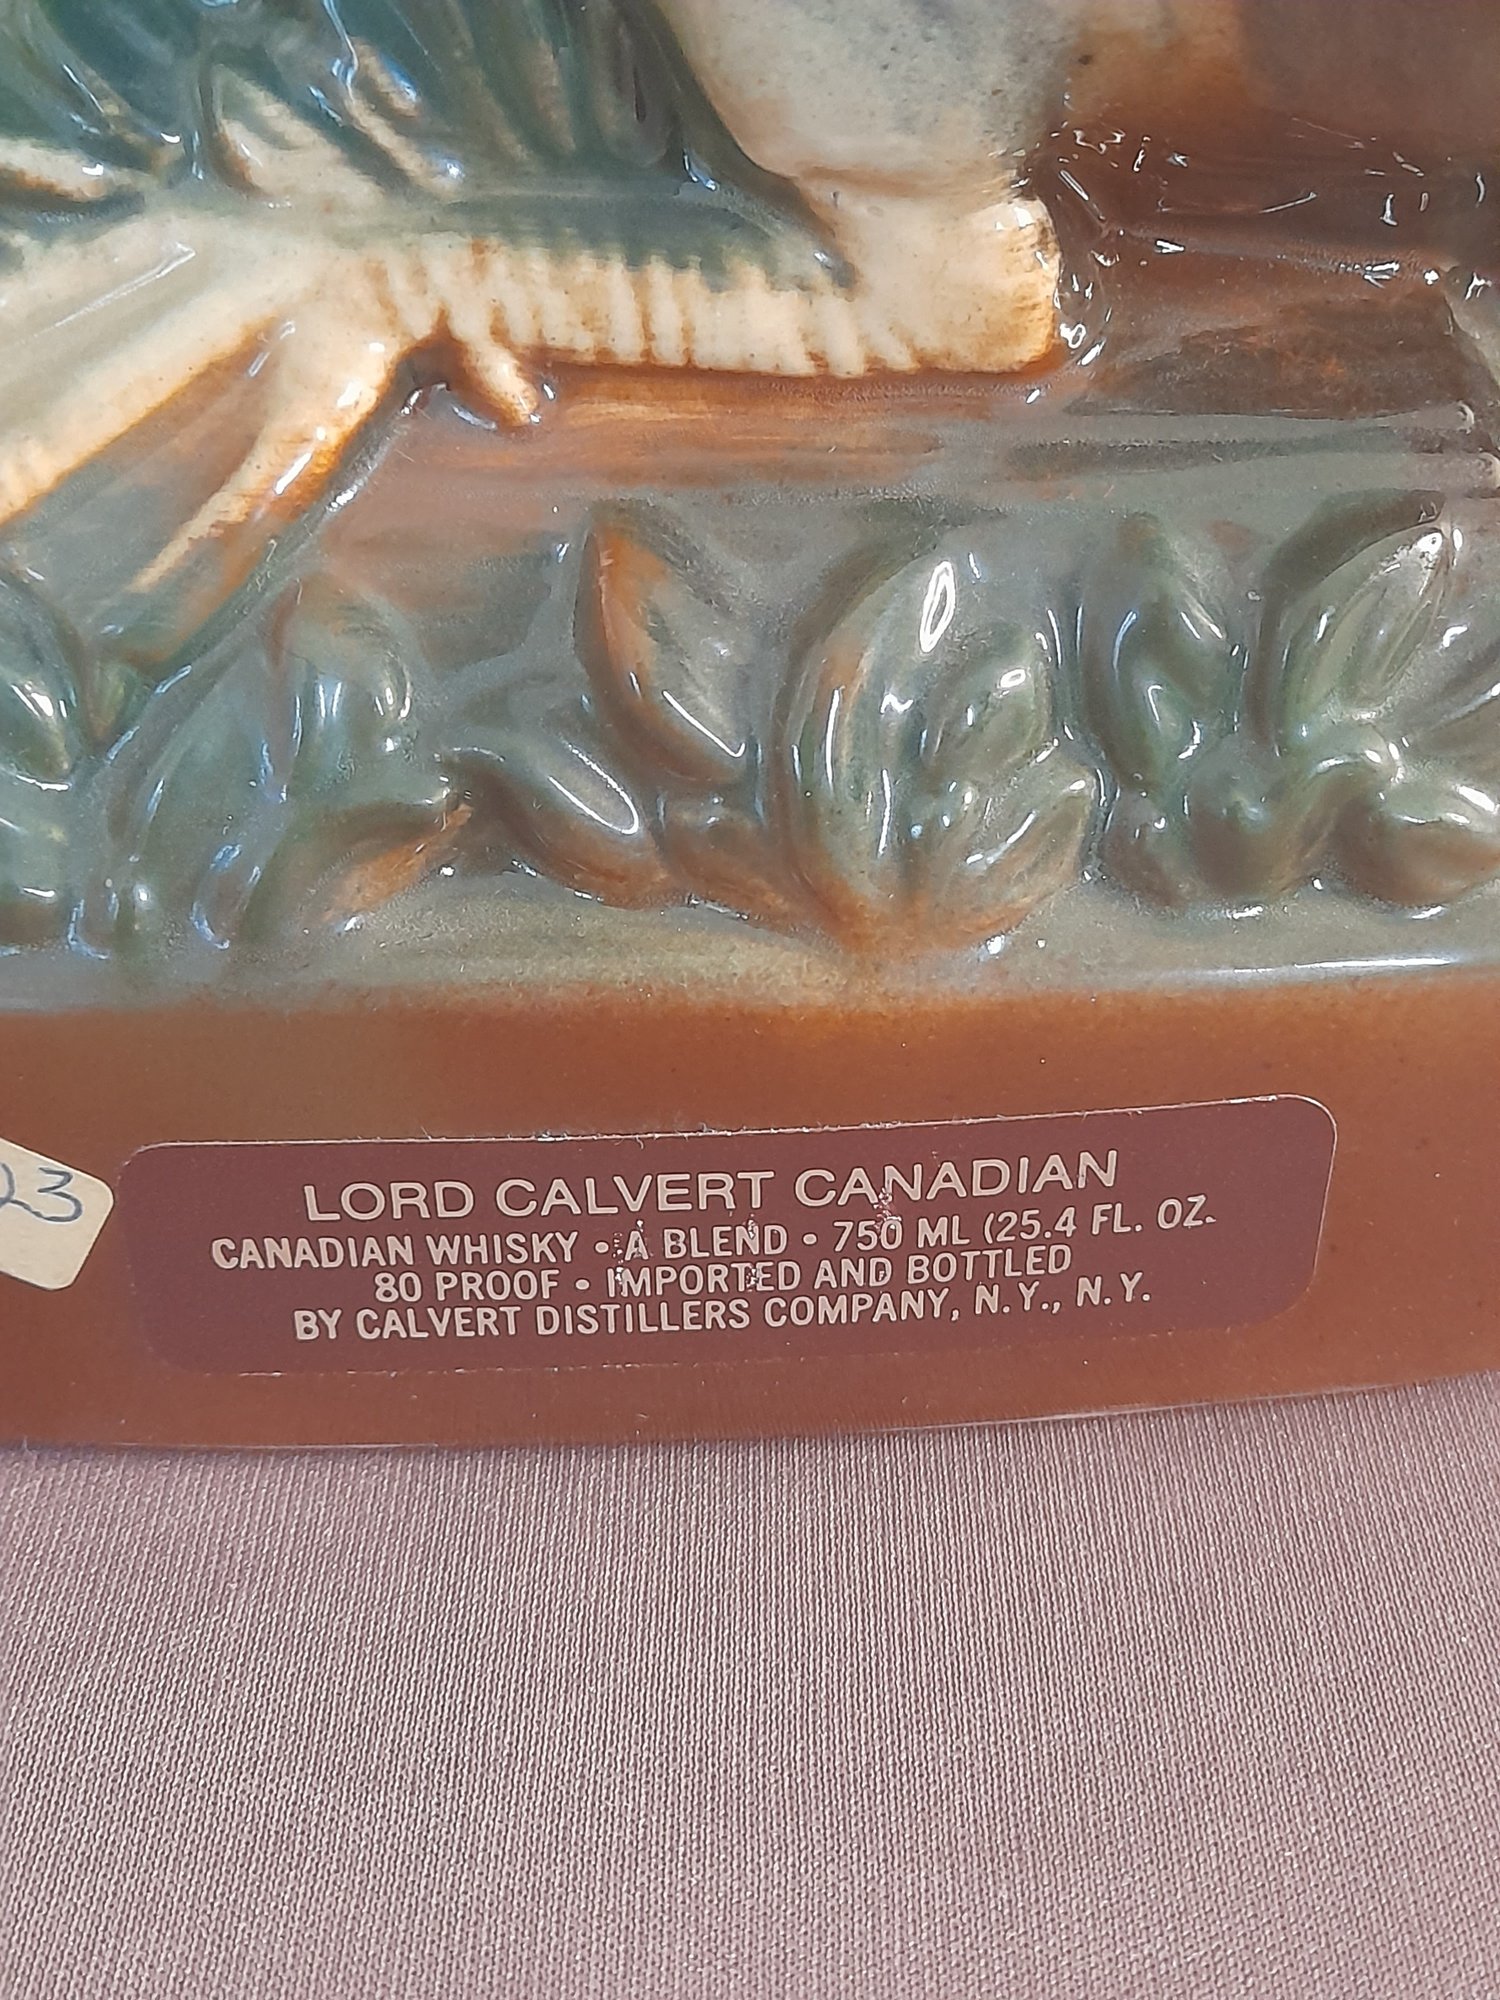 LORD CALVERT CANADIAN
CANADIAN WHISKY • A BLEND • 750 ML (25.4 FL. OZ.
80 PROOF • IMPORTED AND BOTTLED
BY CALVERT DISTILLERS COMPANY, N.Y., N.Y.
23